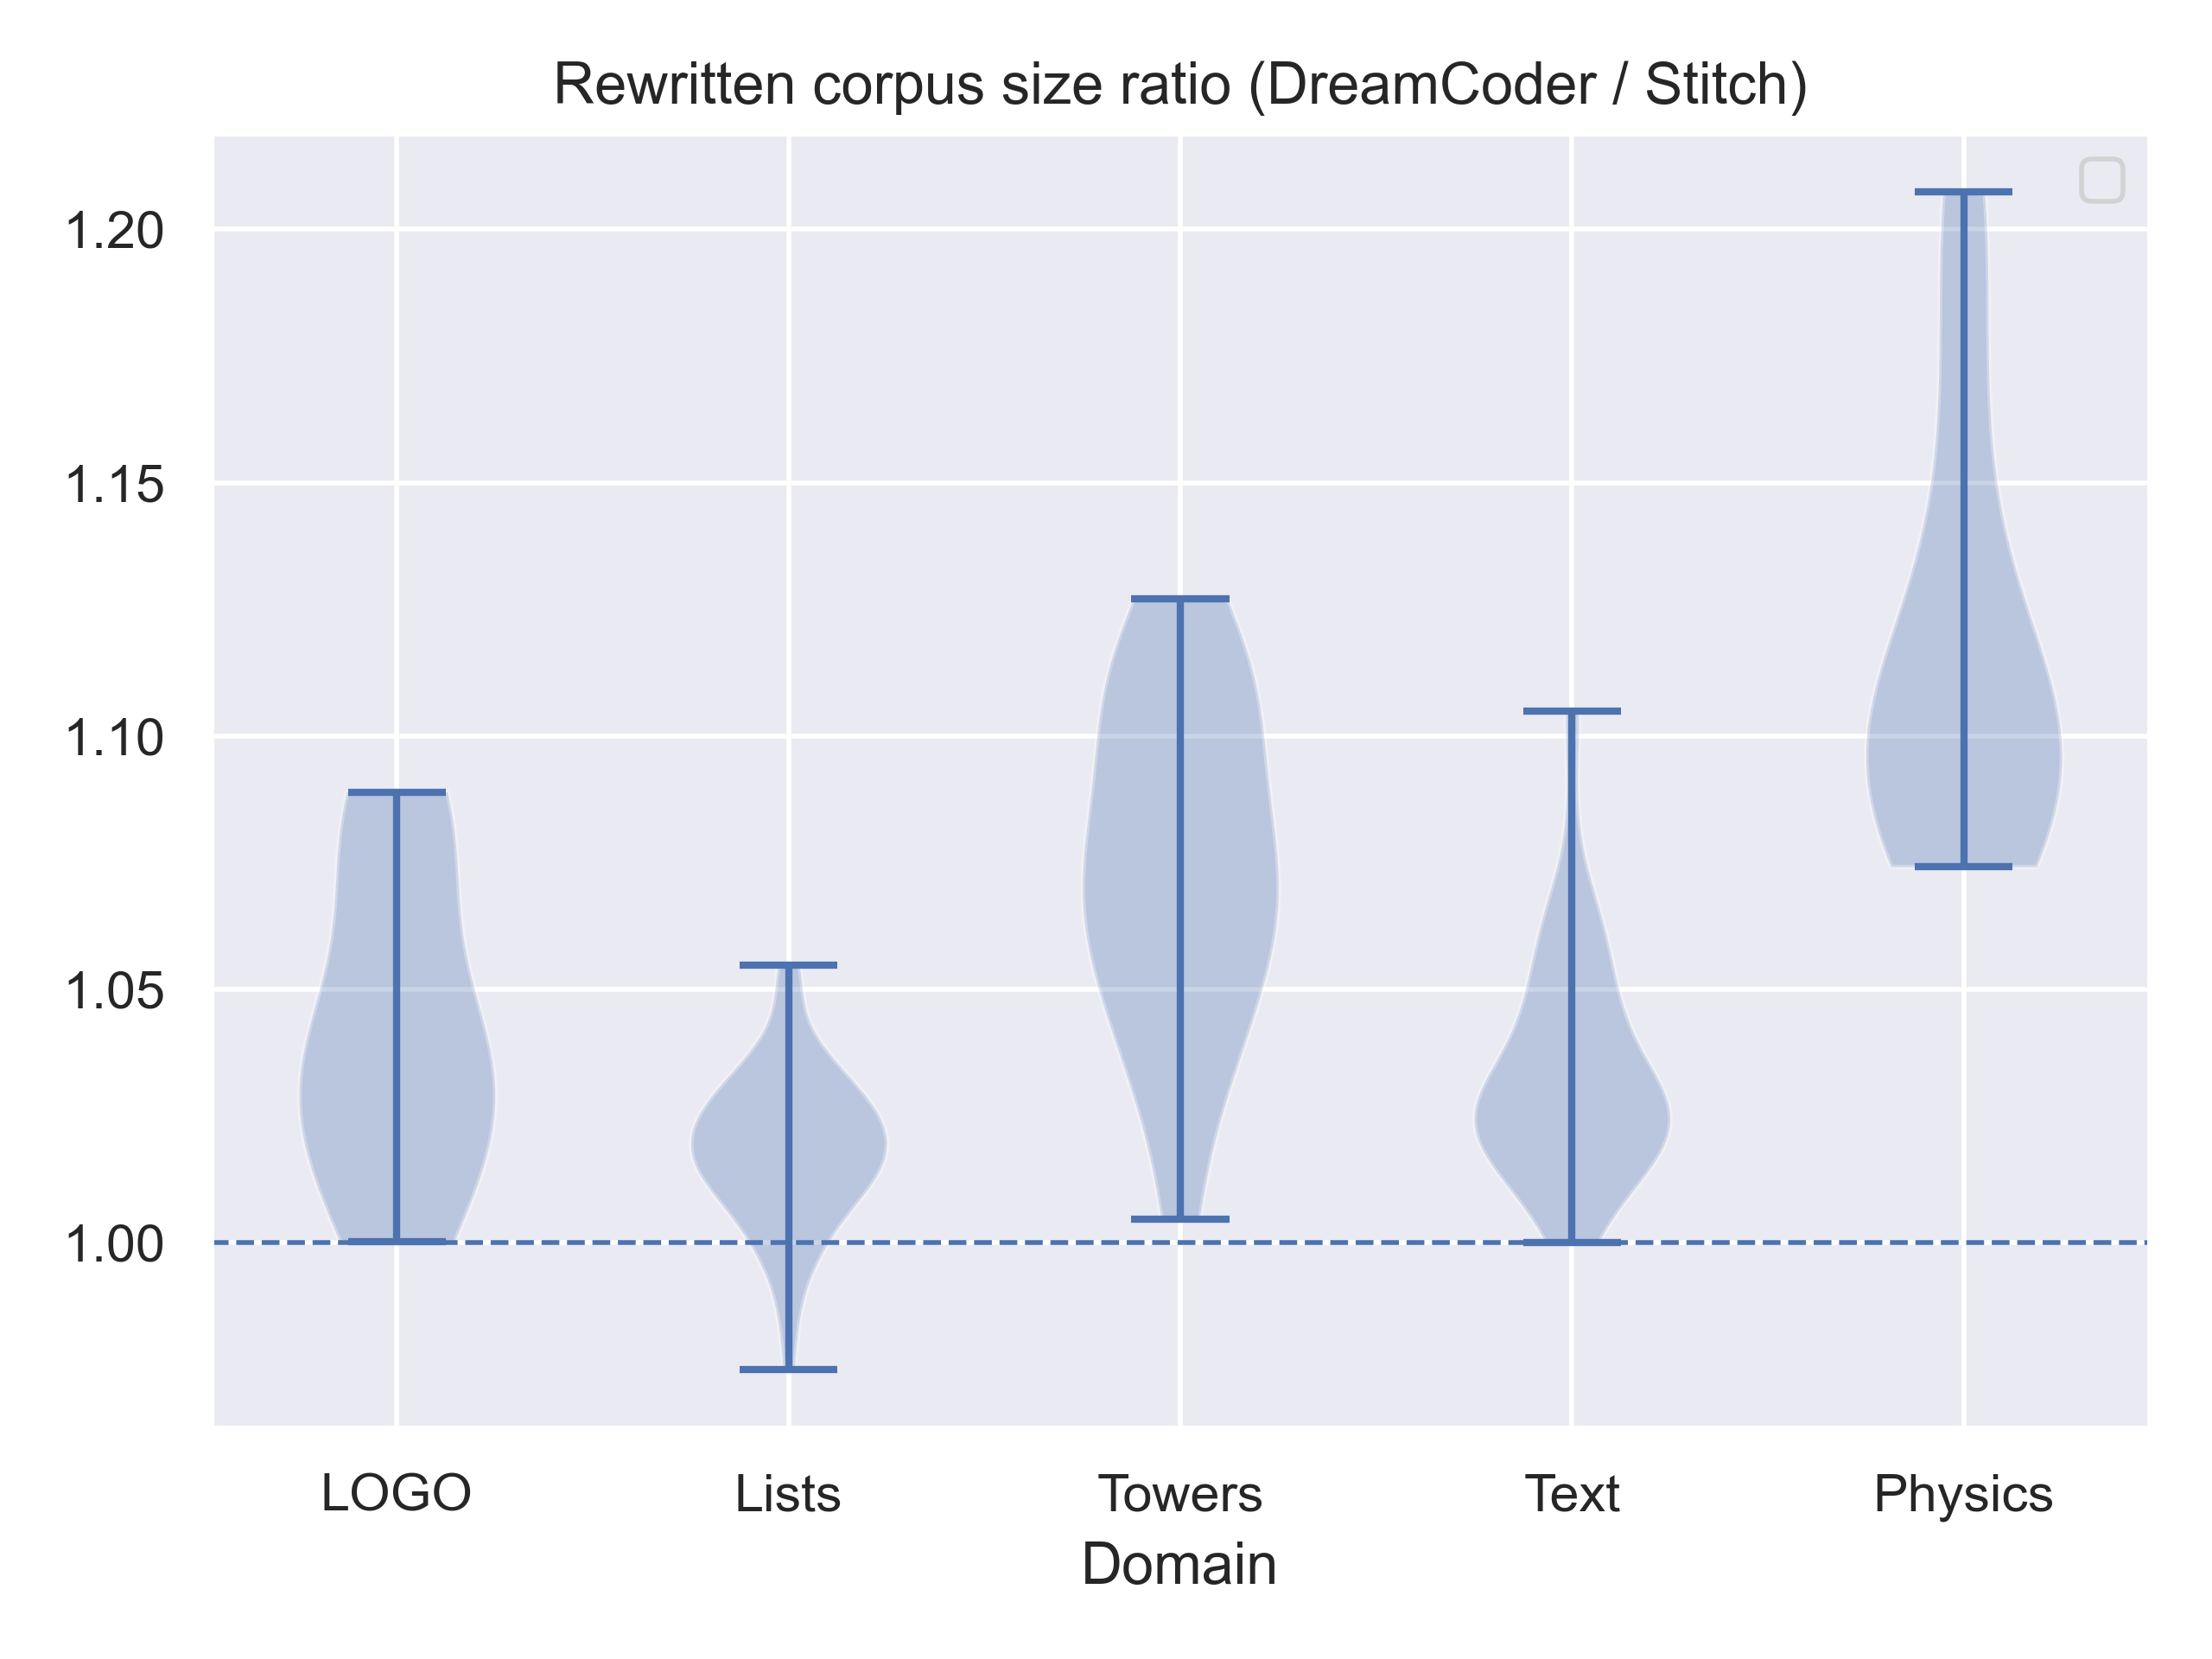 Rewritten corpus size ratio (DreamCoder / Stitch)
1.20
1.15
1.10
1.05
1.00
LOGO Lists Towers Text Physics
Domain